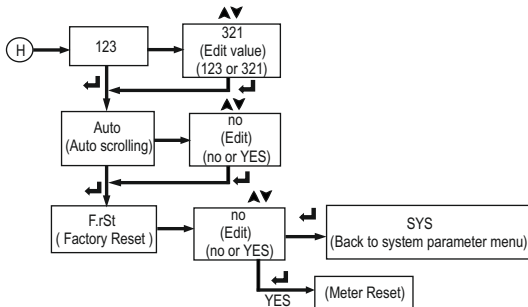 H
123
321
(Edit value)
(123 or 321)
Auto
(Auto scrolling)
no
(Edit)
(no or YES)
F.rSt
( Factory Reset )
no
(Edit)
(no or YES)
SYS
(Back to system parameter menu)
YES
(Meter Reset)